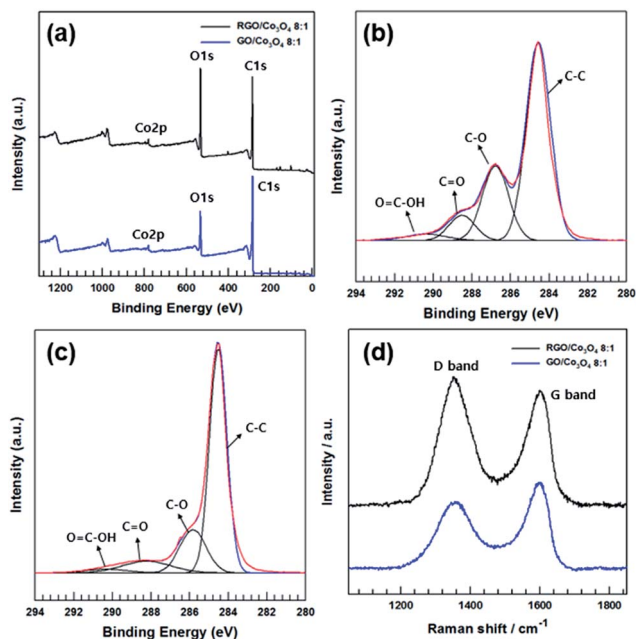 (a)
RGO/Co₃O₄ 8:1
GO/Co₃O₄ 8:1
O1s
C1s
Co2p
O1s
C1s
Co2p
Intensity (a.u.)
1200 1000 800 600 400 200 0
Binding Energy (eV)
(b)
C-C
C-O
C=O
O=C-OH
Intensity (a.u.)
294 292 290 288 286 284 282 280
Binding Energy (eV)
(c)
C-C
C-O
C=O
O=C-OH
Intensity (a.u.)
294 292 290 288 286 284 282 280
Binding Energy (eV)
(d)
RGO/Co₃O₄ 8:1
GO/Co₃O₄ 8:1
D band
G band
Intensity / a.u.
1200 1400 1600 1800
Raman shift / cm⁻¹